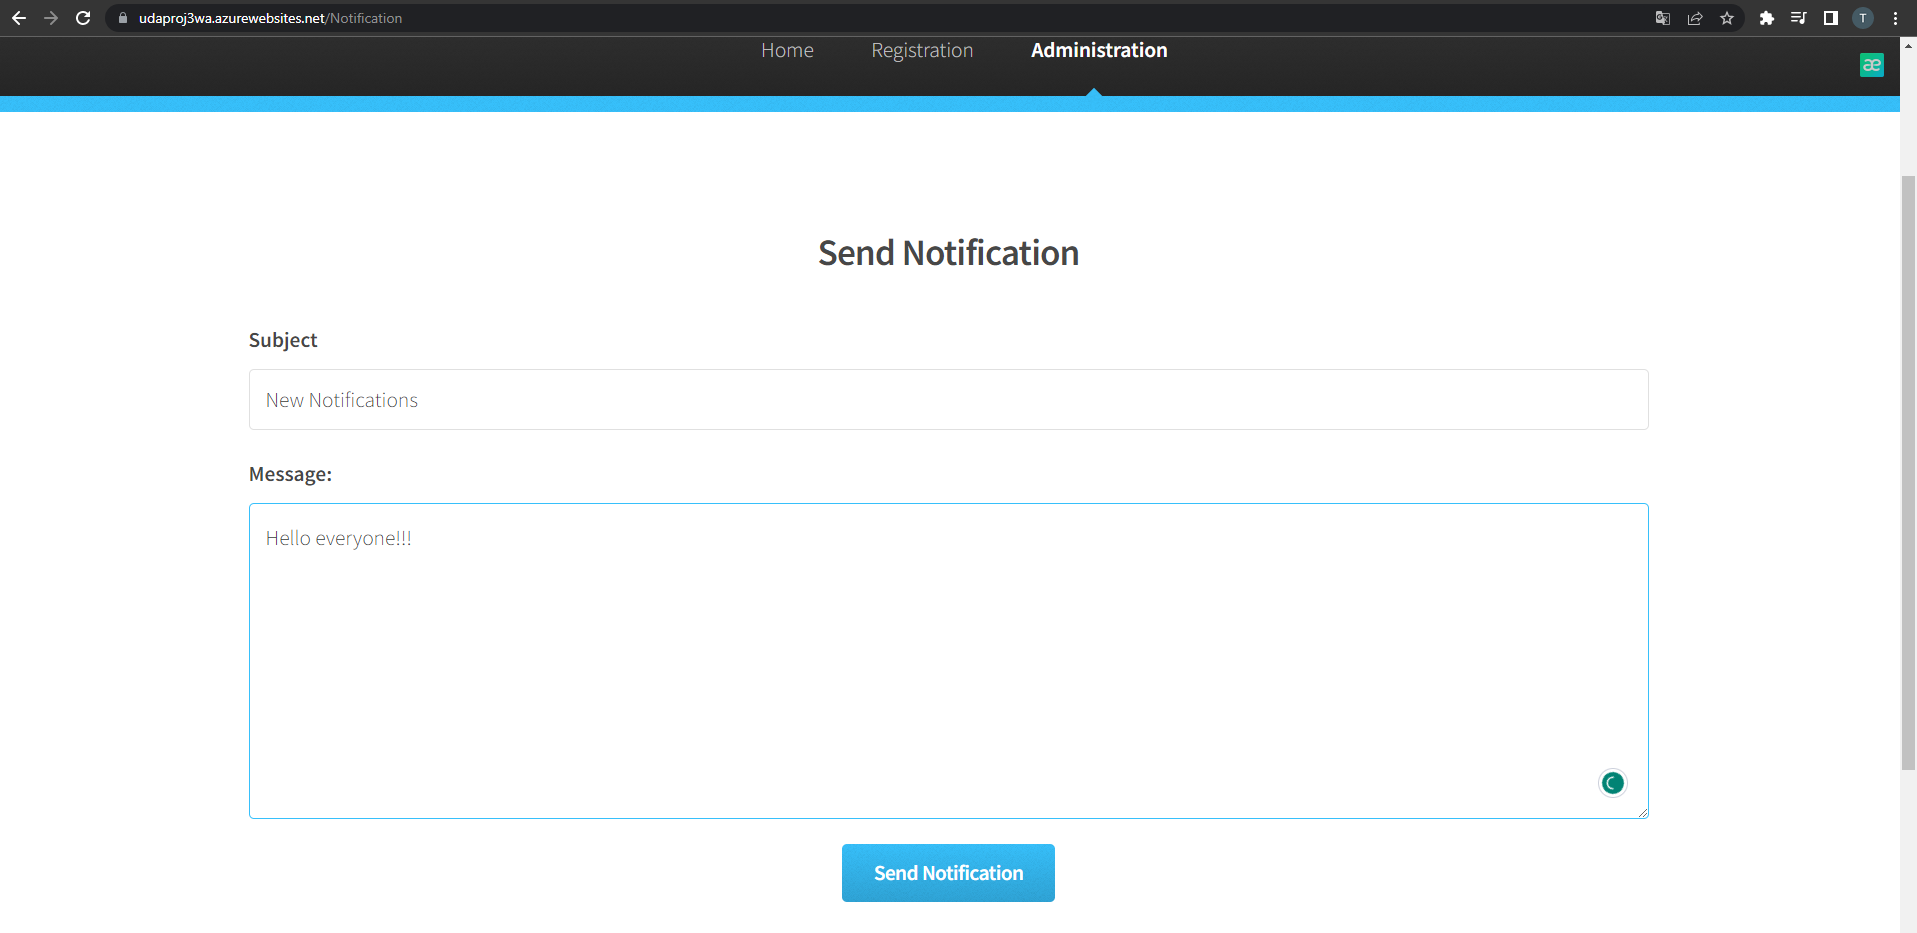 udaproj3wa.azurewebsites.net/Notification
T
Home Registration Administration
æ
Send Notification
Subject
New Notifications
Message:
Hello everyone!!!
Send Notification